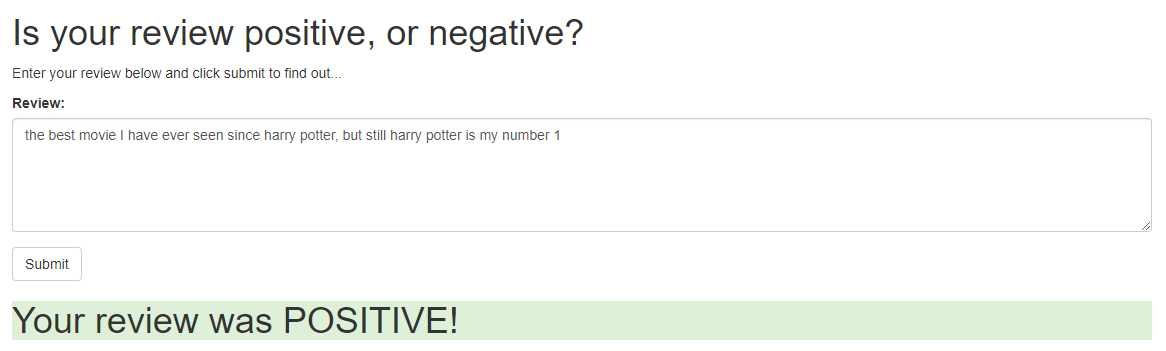 Is your review positive, or negative?
Enter your review below and click submit to find out...
Review:
the best movie I have ever seen since harry potter, but still harry potter is my number 1
Submit
Your review was POSITIVE!